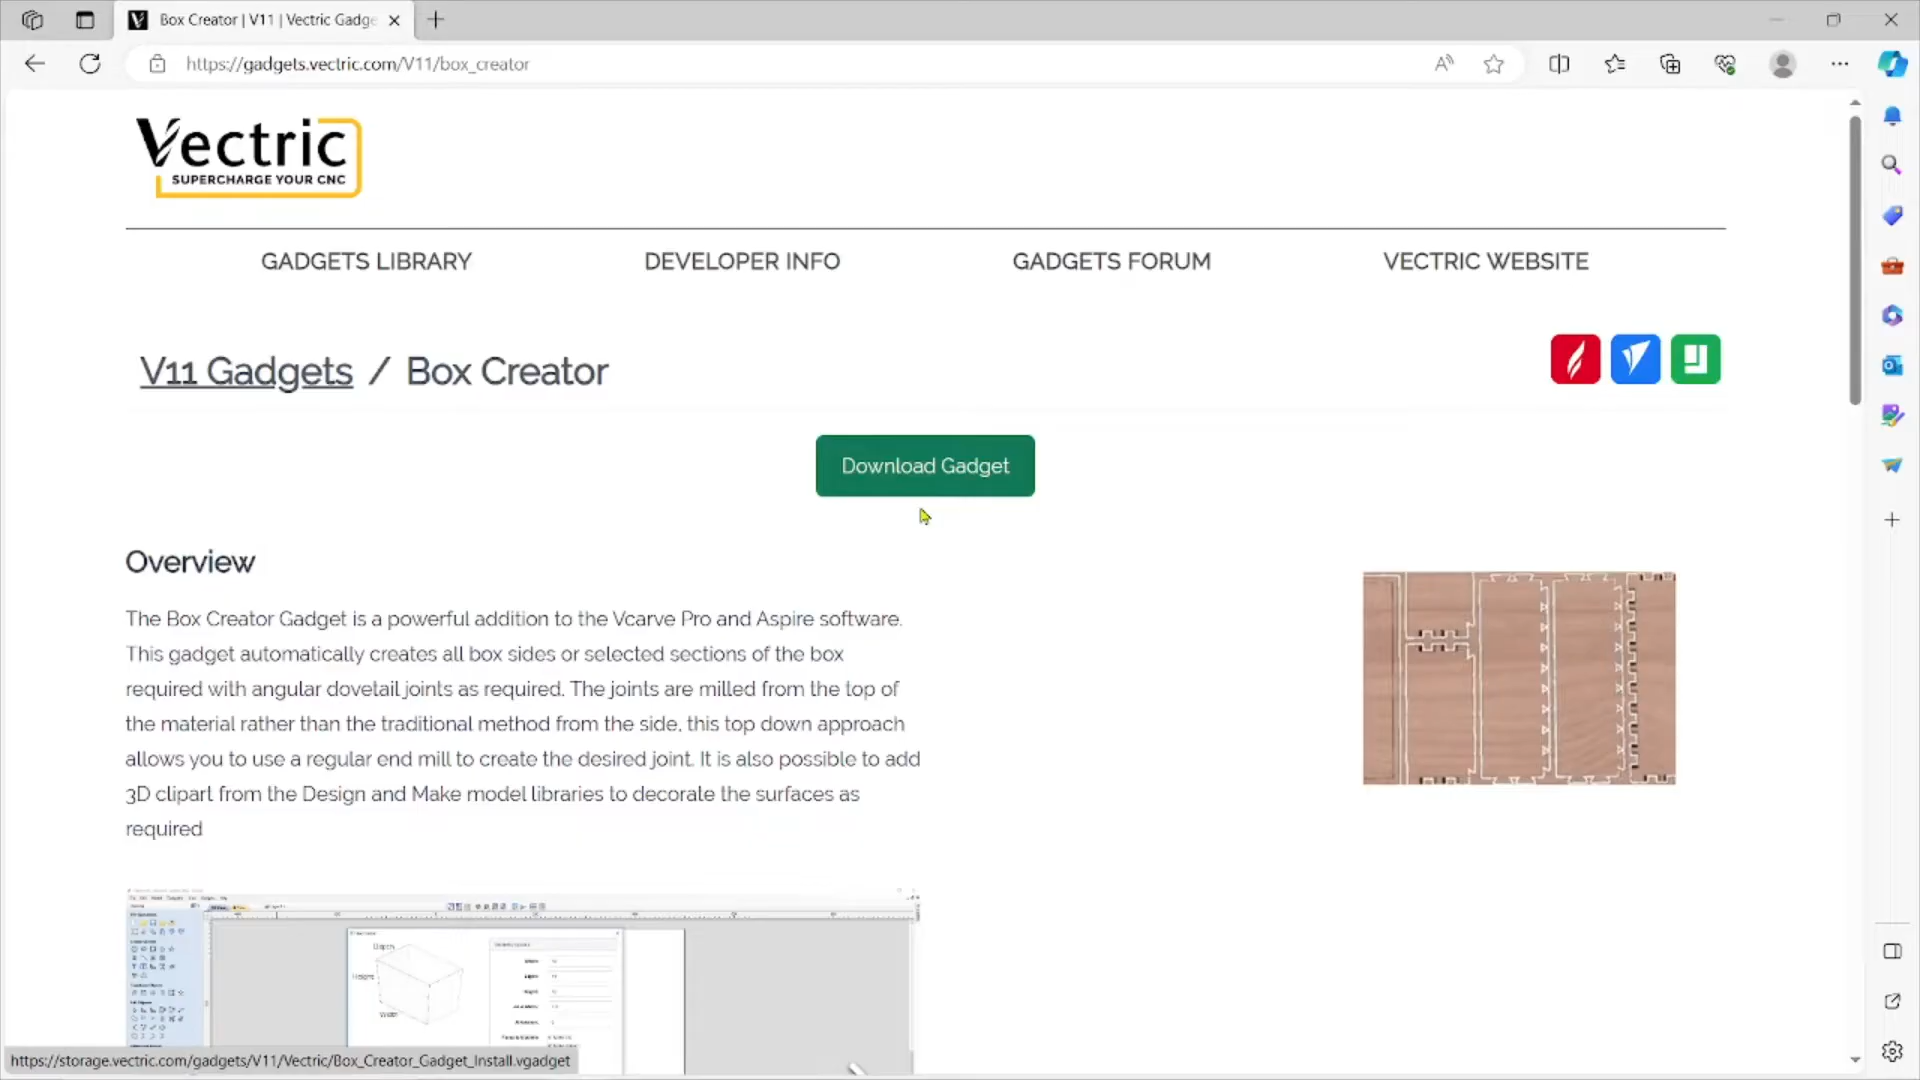 Box Creator | V11 | Vectric Gadge
https://gadgets.vectric.com/V11/box_creator
Vectric
SUPERCHARGE YOUR CNC
GADGETS LIBRARY
DEVELOPER INFO
GADGETS FORUM
VECTRIC WEBSITE
V11 Gadgets / Box Creator
Download Gadget
Overview
The Box Creator Gadget is a powerful addition to the Vcarve Pro and Aspire software.
This gadget automatically creates all box sides or selected sections of the box
required with angular dovetail joints as required. The joints are milled from the top of
the material rather than the traditional method from the side, this top down approach
allows you to use a regular end mill to create the desired joint. It is also possible to add
3D clipart from the Design and Make model libraries to decorate the surfaces as
required
Depth
Height
Width
https://storage.vectric.com/gadgets/V11/Vectric/Box_Creator_Gadget_Install.vgadget